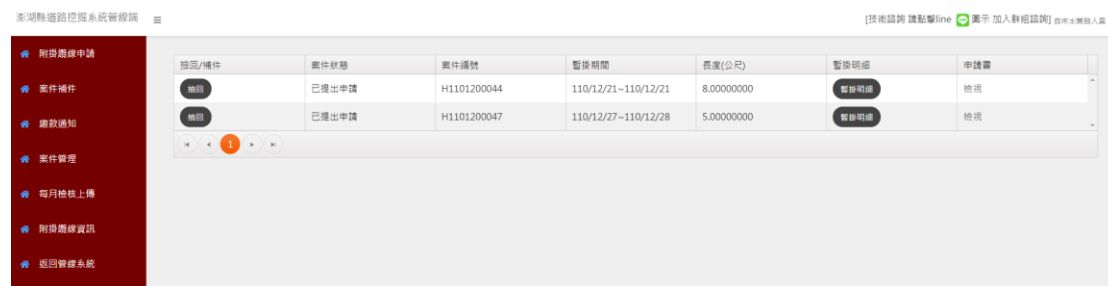 澎湖縣道路挖掘系統管線端
[技術諮詢 請點擊line 圖示 加入群組諮詢] 自來水業務人員
附掛纜線申請
案件補件
繳款通知
案件管理
每月檢核上傳
附掛纜線資訊
返回管線系統
抽回/補件 案件狀態 案件編號 暫掛期間 長度(公尺) 暫掛明細 申請書
抽回 已提出申請 H1101200044 110/12/21~110/12/21 8.00000000 暫掛明細 檢視
抽回 已提出申請 H1101200047 110/12/27~110/12/28 5.00000000 暫掛明細 檢視
1